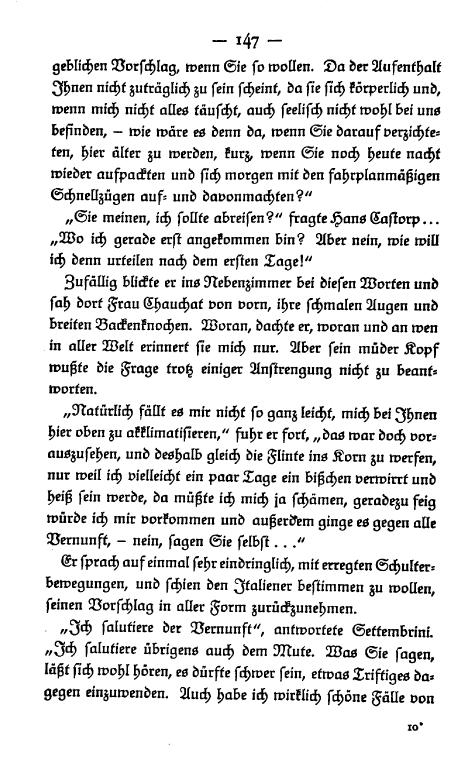 — 147 —
geblichen Vorschlag, wenn Sie so wollen. Da der Aufenthalt
Ihnen nicht zuträglich zu sein scheint, da sie sich körperlich und,
wenn mich nicht alles täuscht, auch seelisch nicht wohl bei uns
befinden, – wie wäre es denn da, wenn Sie darauf verzichte-
ten, hier älter zu werden, kurz, wenn Sie noch heute nacht
wieder aufpackten und sich morgen mit den fahrplanmäßigen
Schnellzügen auf- und davonmachten?“
„Sie meinen, ich sollte abreisen?“ fragte Hans Castorp...
„Wo ich gerade erst angekommen bin? Aber nein, wie will
ich denn urteilen nach dem ersten Tage!“
Zufällig blickte er ins Nebenzimmer bei diesen Worten und
sah dort Frau Chauchat von vorn, ihre schmalen Augen und
breiten Backenknochen. Woran, dachte er, woran und an wen
in aller Welt erinnert sie mich nur. Aber sein müder Kopf
wußte die Frage trotz einiger Anstrengung nicht zu beant-
worten.
„Natürlich fällt es mir nicht so ganz leicht, mich bei Ihnen
hier oben zu akklimatisieren,“ fuhr er fort, „das war doch vor-
auszusehen, und deshalb gleich die Flinte ins Korn zu werfen,
nur weil ich vielleicht ein paar Tage ein bißchen verwirrt und
heiß sein werde, da müßte ich mich ja schämen, geradezu feig
würde ich mir vorkommen und außerdem ginge es gegen alle
Vernunft, – nein, sagen Sie selbst ...“
Er sprach auf einmal sehr eindringlich, mit erregten Schulter-
bewegungen, und schien den Italiener bestimmen zu wollen,
seinen Vorschlag in aller Form zurückzunehmen.
„Ich salutiere der Vernunft“, antwortete Settembrini.
„Ich salutiere übrigens auch dem Mute. Was Sie sagen,
läßt sich wohl hören, es dürfte schwer sein, etwas Triftiges da-
gegen einzuwenden. Auch habe ich wirklich schöne Fälle von
10*